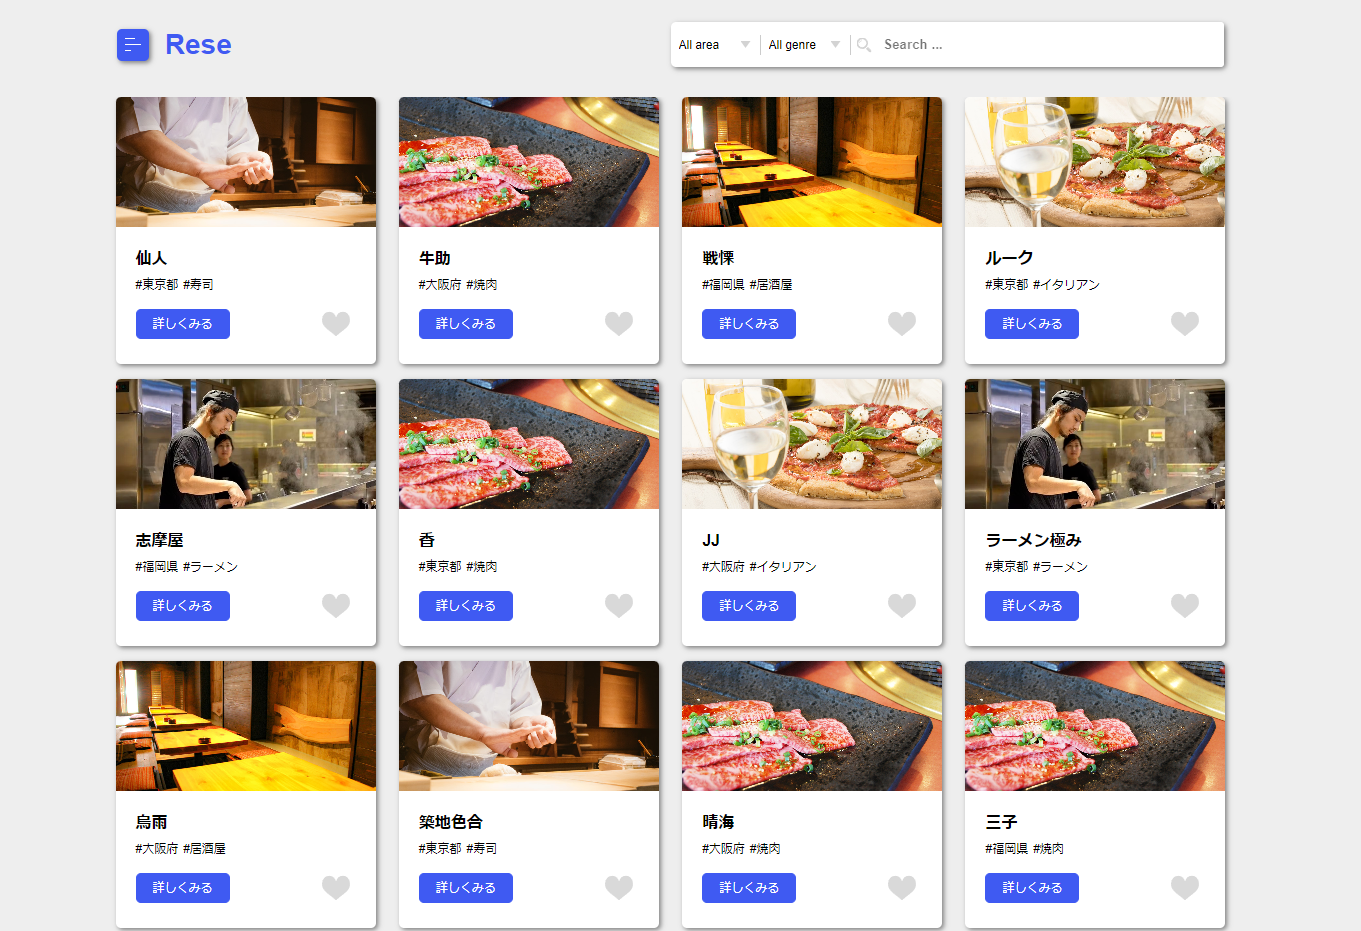 Rese
All area
All genre
Search ...
仙人
#東京都 #寿司
詳しくみる
牛助
#大阪府 #焼肉
詳しくみる
戦慄
#福岡県 #居酒屋
詳しくみる
ルーク
#東京都 #イタリアン
詳しくみる
志摩屋
#福岡県 #ラーメン
詳しくみる
香
#東京都 #焼肉
詳しくみる
JJ
#大阪府 #イタリアン
詳しくみる
ラーメン極み
#東京都 #ラーメン
詳しくみる
鳥雨
#大阪府 #居酒屋
詳しくみる
築地色合
#東京都 #寿司
詳しくみる
晴海
#大阪府 #焼肉
詳しくみる
三子
#福岡県 #焼肉
詳しくみる